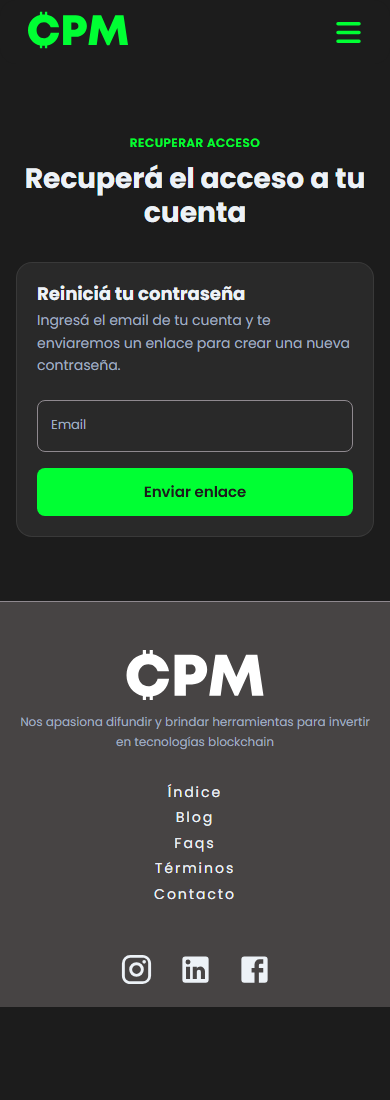 ₵PM
RECUPERAR ACCESO
Recuperá el acceso a tu
cuenta
Reiniciá tu contraseña
Ingresá el email de tu cuenta y te
enviaremos un enlace para crear una nueva
contraseña.
Email
Enviar enlace
₵PM
Nos apasiona difundir y brindar herramientas para invertir
en tecnologías blockchain
Índice
Blog
Faqs
Términos
Contacto